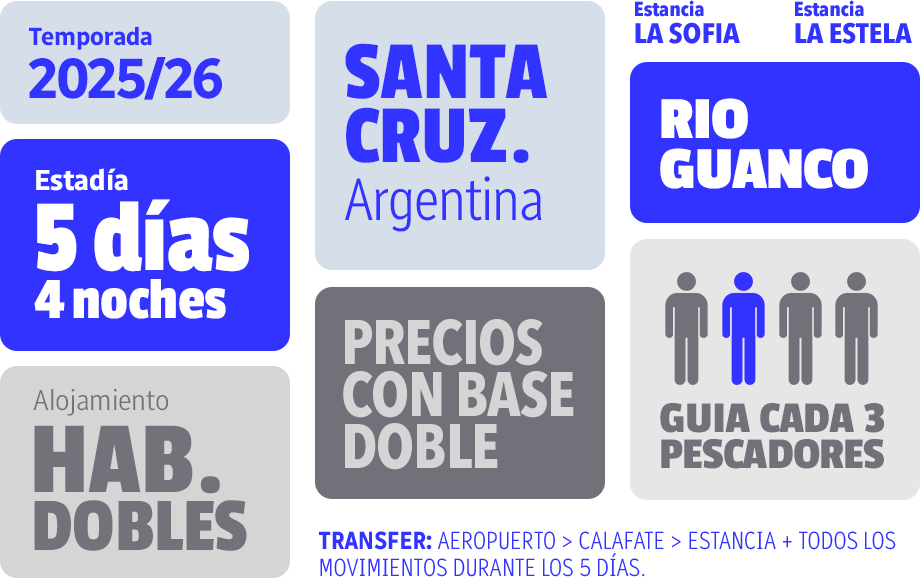 Temporada
2025/26
Estadía
5 días
4 noches
Alojamiento
HAB.
DOBLES
SANTA
CRUZ.
Argentina
PRECIOS
CON BASE
DOBLE
TRANSFER: AEROPUERTO > CALAFATE > ESTANCIA + TODOS LOS
MOVIMIENTOS DURANTE LOS 5 DÍAS.
Estancia
LA SOFIA
Estancia
LA ESTELA
RIO
GUANCO
GUIA CADA 3
PESCADORES